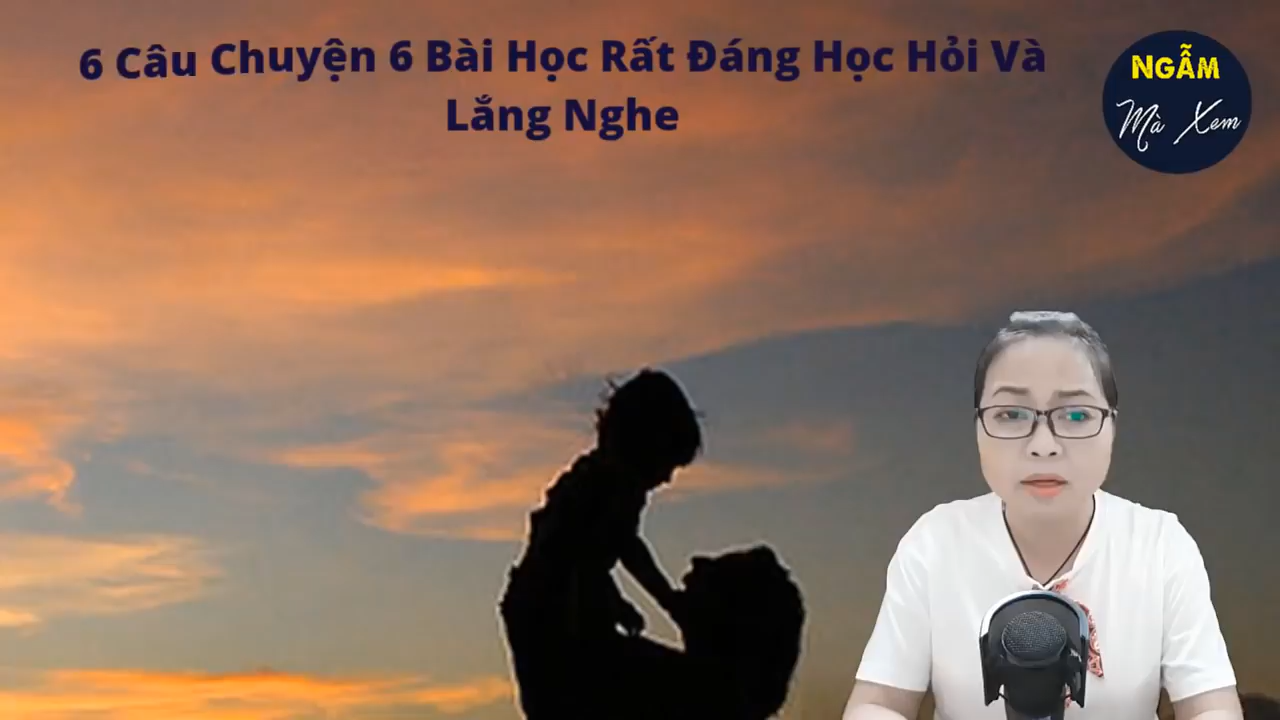 6 Câu Chuyện 6 Bài Học Rất Đáng Học Hỏi Và
Lắng Nghe
NGẪM
Mà Xem